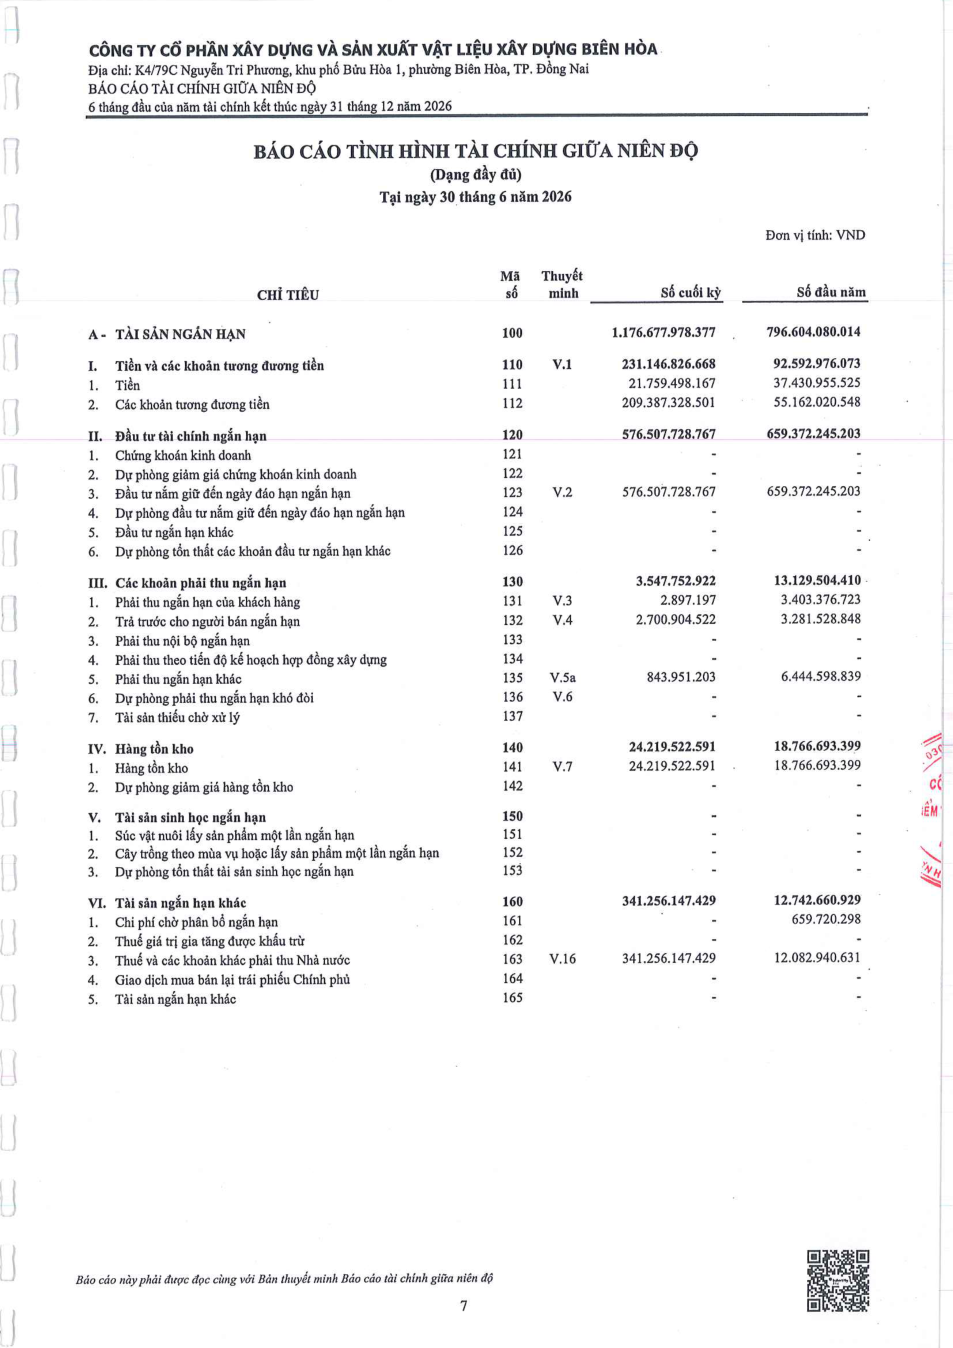 CÔNG TY CỔ PHẦN XÂY DỰNG VÀ SẢN XUẤT VẬT LIỆU XÂY DỰNG BIÊN HÒA
Địa chỉ: K4/79C Nguyễn Tri Phương, khu phố Bửu Hòa 1, phường Biên Hòa, TP. Đồng Nai
BÁO CÁO TÀI CHÍNH GIỮA NIÊN ĐỘ
6 tháng đầu của năm tài chính kết thúc ngày 31 tháng 12 năm 2026
BÁO CÁO TÌNH HÌNH TÀI CHÍNH GIỮA NIÊN ĐỘ
(Dạng đầy đủ)
Tại ngày 30 tháng 6 năm 2026
Đơn vị tính: VND
CHỈ TIÊU Mã số Thuyết minh Số cuối kỳ Số đầu năm
A - TÀI SẢN NGẮN HẠN 100 1.176.677.978.377 796.604.080.014
I. Tiền và các khoản tương đương tiền 110 V.1 231.146.826.668 92.592.976.073
1. Tiền 111 21.759.498.167 37.430.955.525
2. Các khoản tương đương tiền 112 209.387.328.501 55.162.020.548
II. Đầu tư tài chính ngắn hạn 120 576.507.728.767 659.372.245.203
1. Chứng khoán kinh doanh 121 - -
2. Dự phòng giảm giá chứng khoán kinh doanh 122 - -
3. Đầu tư nắm giữ đến ngày đáo hạn ngắn hạn 123 V.2 576.507.728.767 659.372.245.203
4. Dự phòng đầu tư nắm giữ đến ngày đáo hạn ngắn hạn 124 - -
5. Đầu tư ngắn hạn khác 125 - -
6. Dự phòng tổn thất các khoản đầu tư ngắn hạn khác 126 - -
III. Các khoản phải thu ngắn hạn 130 3.547.752.922 13.129.504.410
1. Phải thu ngắn hạn của khách hàng 131 V.3 2.897.197 3.403.376.723
2. Trả trước cho người bán ngắn hạn 132 V.4 2.700.904.522 3.281.528.848
3. Phải thu nội bộ ngắn hạn 133 - -
4. Phải thu theo tiến độ kế hoạch hợp đồng xây dựng 134 - -
5. Phải thu ngắn hạn khác 135 V.5a 843.951.203 6.444.598.839
6. Dự phòng phải thu ngắn hạn khó đòi 136 V.6 - -
7. Tài sản thiếu chờ xử lý 137 - -
IV. Hàng tồn kho 140 24.219.522.591 18.766.693.399
1. Hàng tồn kho 141 V.7 24.219.522.591 18.766.693.399
2. Dự phòng giảm giá hàng tồn kho 142 - -
V. Tài sản sinh học ngắn hạn 150 - -
1. Súc vật nuôi lấy sản phẩm một lần ngắn hạn 151 - -
2. Cây trồng theo mùa vụ hoặc lấy sản phẩm một lần ngắn hạn 152 - -
3. Dự phòng tổn thất tài sản sinh học ngắn hạn 153 - -
VI. Tài sản ngắn hạn khác 160 341.256.147.429 12.742.660.929
1. Chi phí chờ phân bổ ngắn hạn 161 - 659.720.298
2. Thuế giá trị gia tăng được khấu trừ 162 - -
3. Thuế và các khoản khác phải thu Nhà nước 163 V.16 341.256.147.429 12.082.940.631
4. Giao dịch mua bán lại trái phiếu Chính phủ 164 - -
5. Tài sản ngắn hạn khác 165 - -
Báo cáo này phải được đọc cùng với Bản thuyết minh Báo cáo tài chính giữa niên độ
7